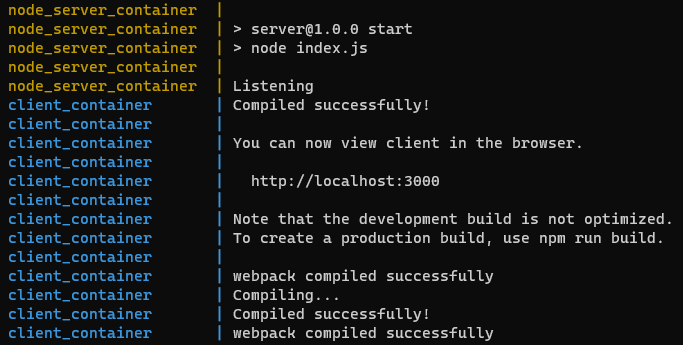 node_server_container  |
node_server_container  | > server@1.0.0 start
node_server_container  | > node index.js
node_server_container  |
node_server_container  | Listening
client_container       | Compiled successfully!
client_container       |
client_container       | You can now view client in the browser.
client_container       |
client_container       |   http://localhost:3000
client_container       |
client_container       | Note that the development build is not optimized.
client_container       | To create a production build, use npm run build.
client_container       |
client_container       | webpack compiled successfully
client_container       | Compiling...
client_container       | Compiled successfully!
client_container       | webpack compiled successfully